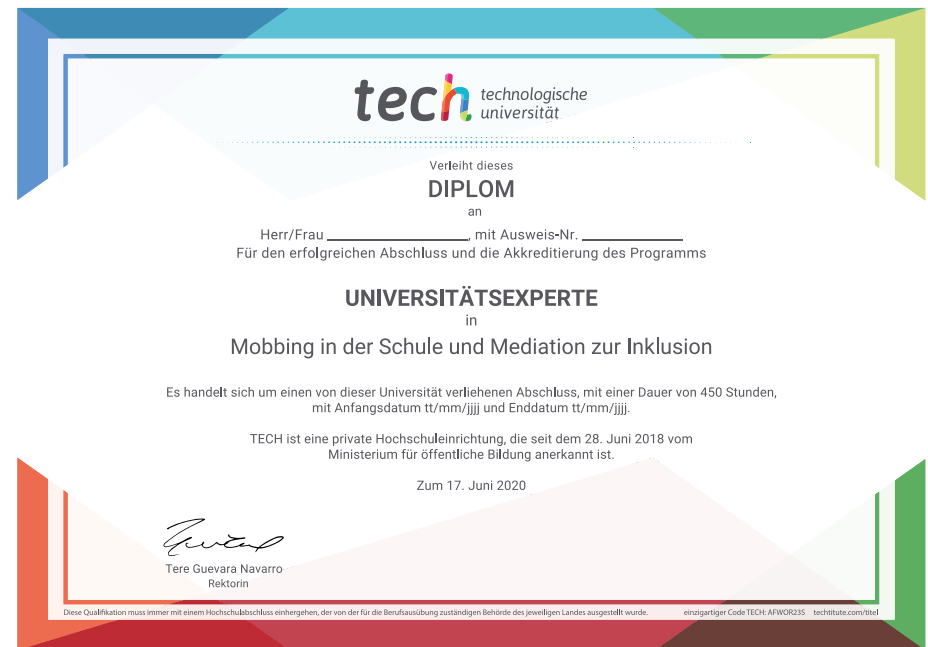 tech technologische
universität
Verleiht dieses
DIPLOM
an
Herr/Frau ____________________, mit Ausweis-Nr. ______________
Für den erfolgreichen Abschluss und die Akkreditierung des Programms
UNIVERSITÄTSEXPERTE
in
Mobbing in der Schule und Mediation zur Inklusion
Es handelt sich um einen von dieser Universität verliehenen Abschluss, mit einer Dauer von 450 Stunden,
mit Anfangsdatum tt/mm/jjjj und Enddatum tt/mm/jjjj.
TECH ist eine private Hochschuleinrichtung, die seit dem 28. Juni 2018 vom
Ministerium für öffentliche Bildung anerkannt ist.
Zum 17. Juni 2020
Tere Guevara Navarro
Rektorin
Diese Qualifikation muss immer mit einem Hochschulabschluss einhergehen, der von der für die Berufsausübung zuständigen Behörde des jeweiligen Landes ausgestellt wurde. einzigartiger Code TECH: AFWOR23S techtitute.com/titel